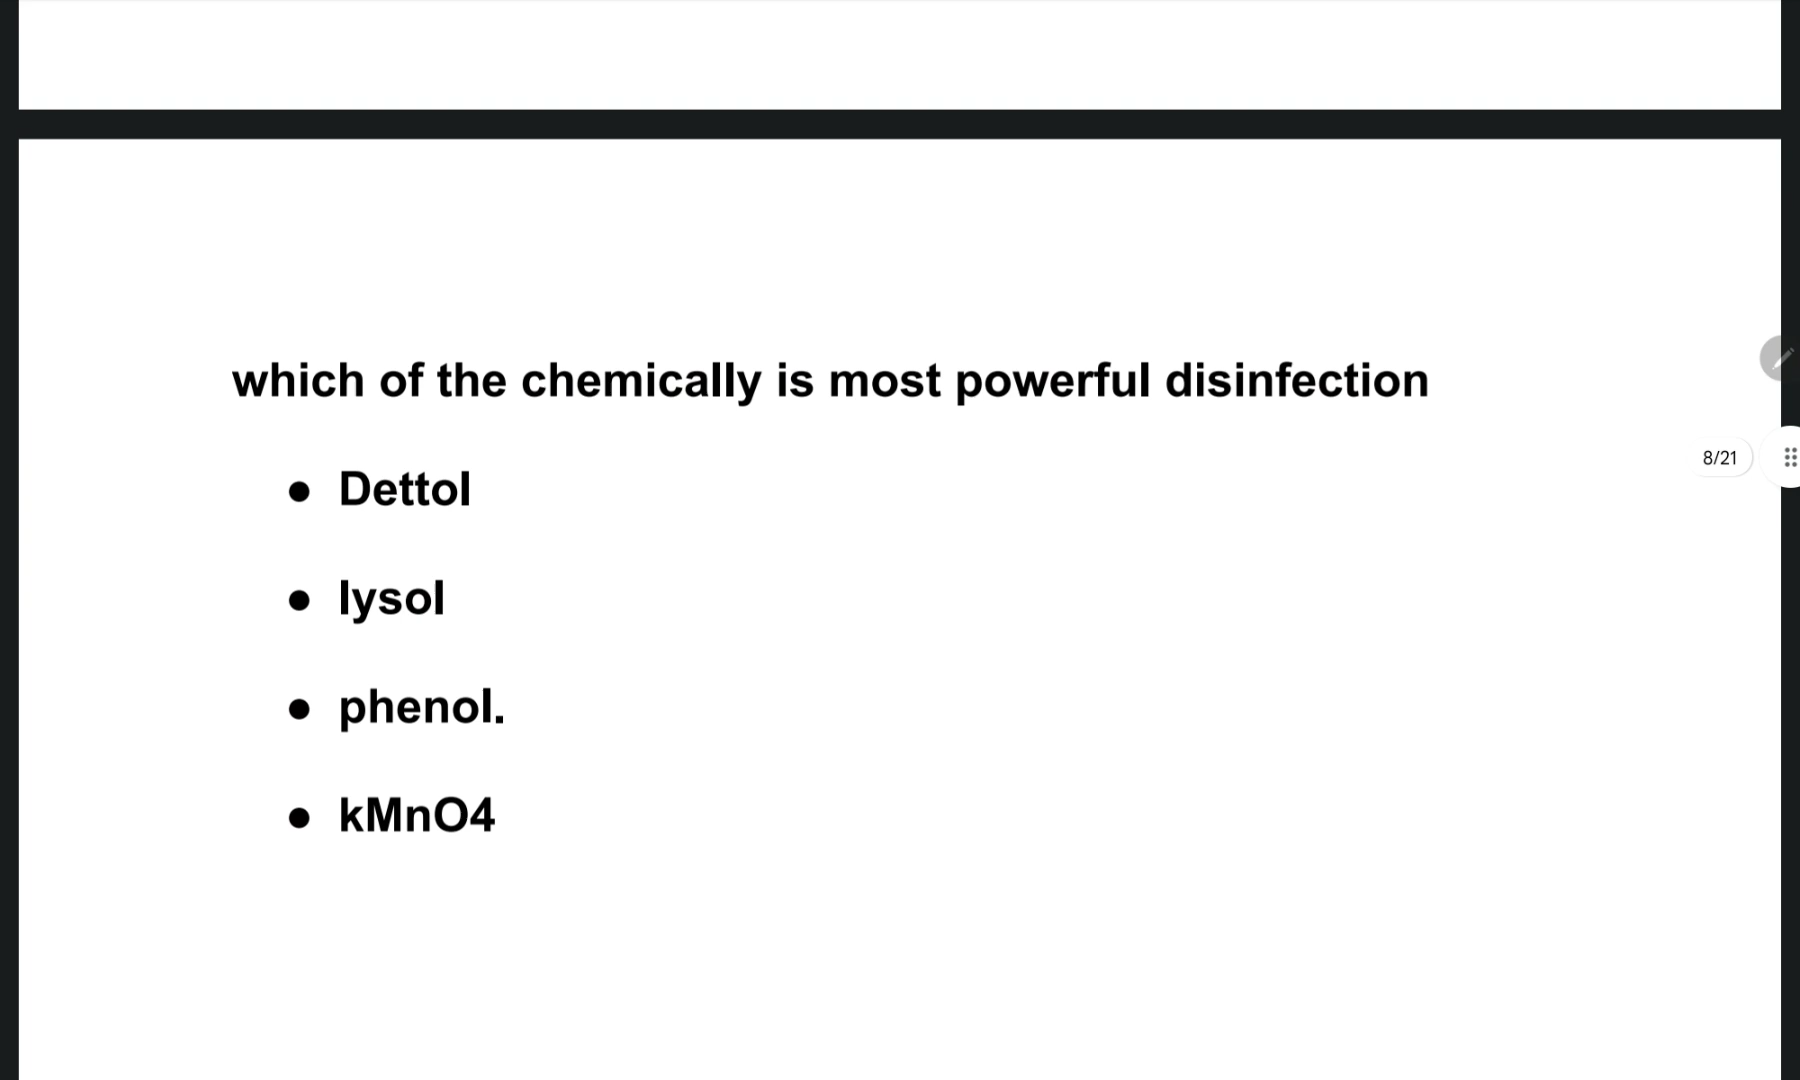 which of the chemically is most powerful disinfection
● Dettol
● lysol
● phenol.
● kMnO4
8/21